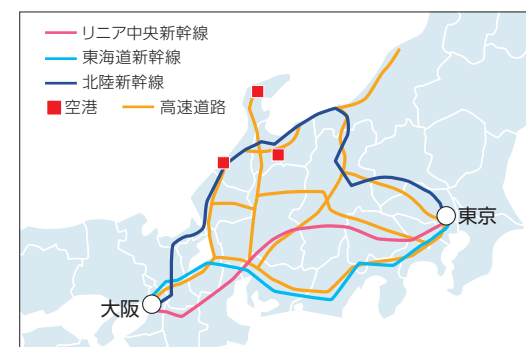 リニア中央新幹線
東海道新幹線
北陸新幹線
空港 高速道路
東京
大阪